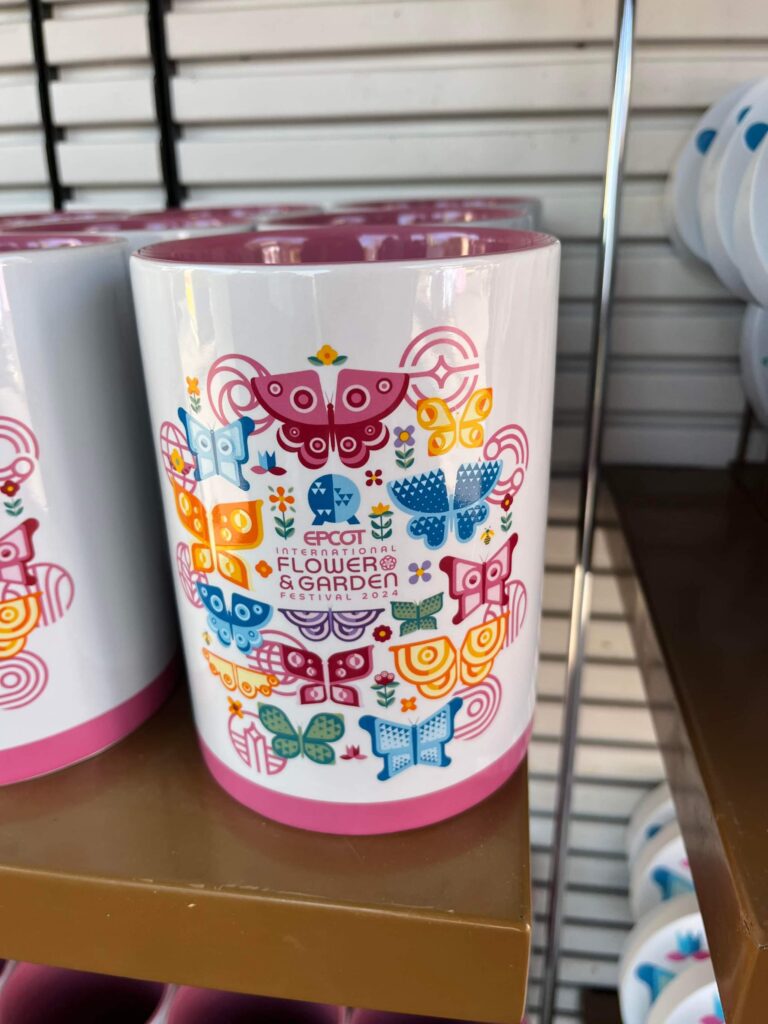 EPCOT
INTERNATIONAL
FLOWER
& GARDEN
FESTIVAL 2024